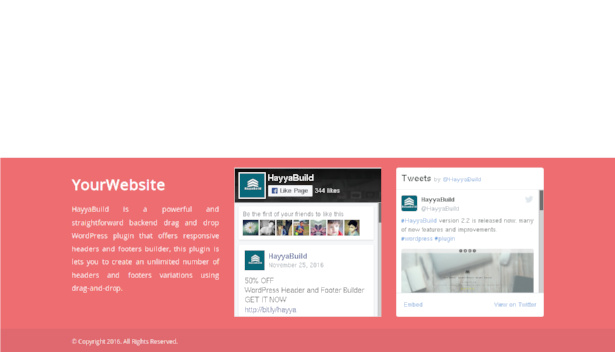 YourWebsite
HayyaBuild is a powerful and
straightforward backend drag and drop
WordPress plugin that offers responsive
headers and footers builder, this plugin is
lets you to create an unlimited number of
headers and footers variations using
drag-and-drop.
HayyaBuild
Like Page 344 likes
Be the first of your friends to like this
HayyaBuild
November 25, 2016
50% OFF
WordPress Header and Footer Builder
GET IT NOW
http://bit.ly/hayya
Tweets by @HayyaBuild
HayyaBuild
@HayyaBuild
#HayyaBuild version 2.2 is released now, many
of new features and improvements
#wordpress #plugin
Embed View on Twitter
© Copyright 2016. All Rights Reserved.